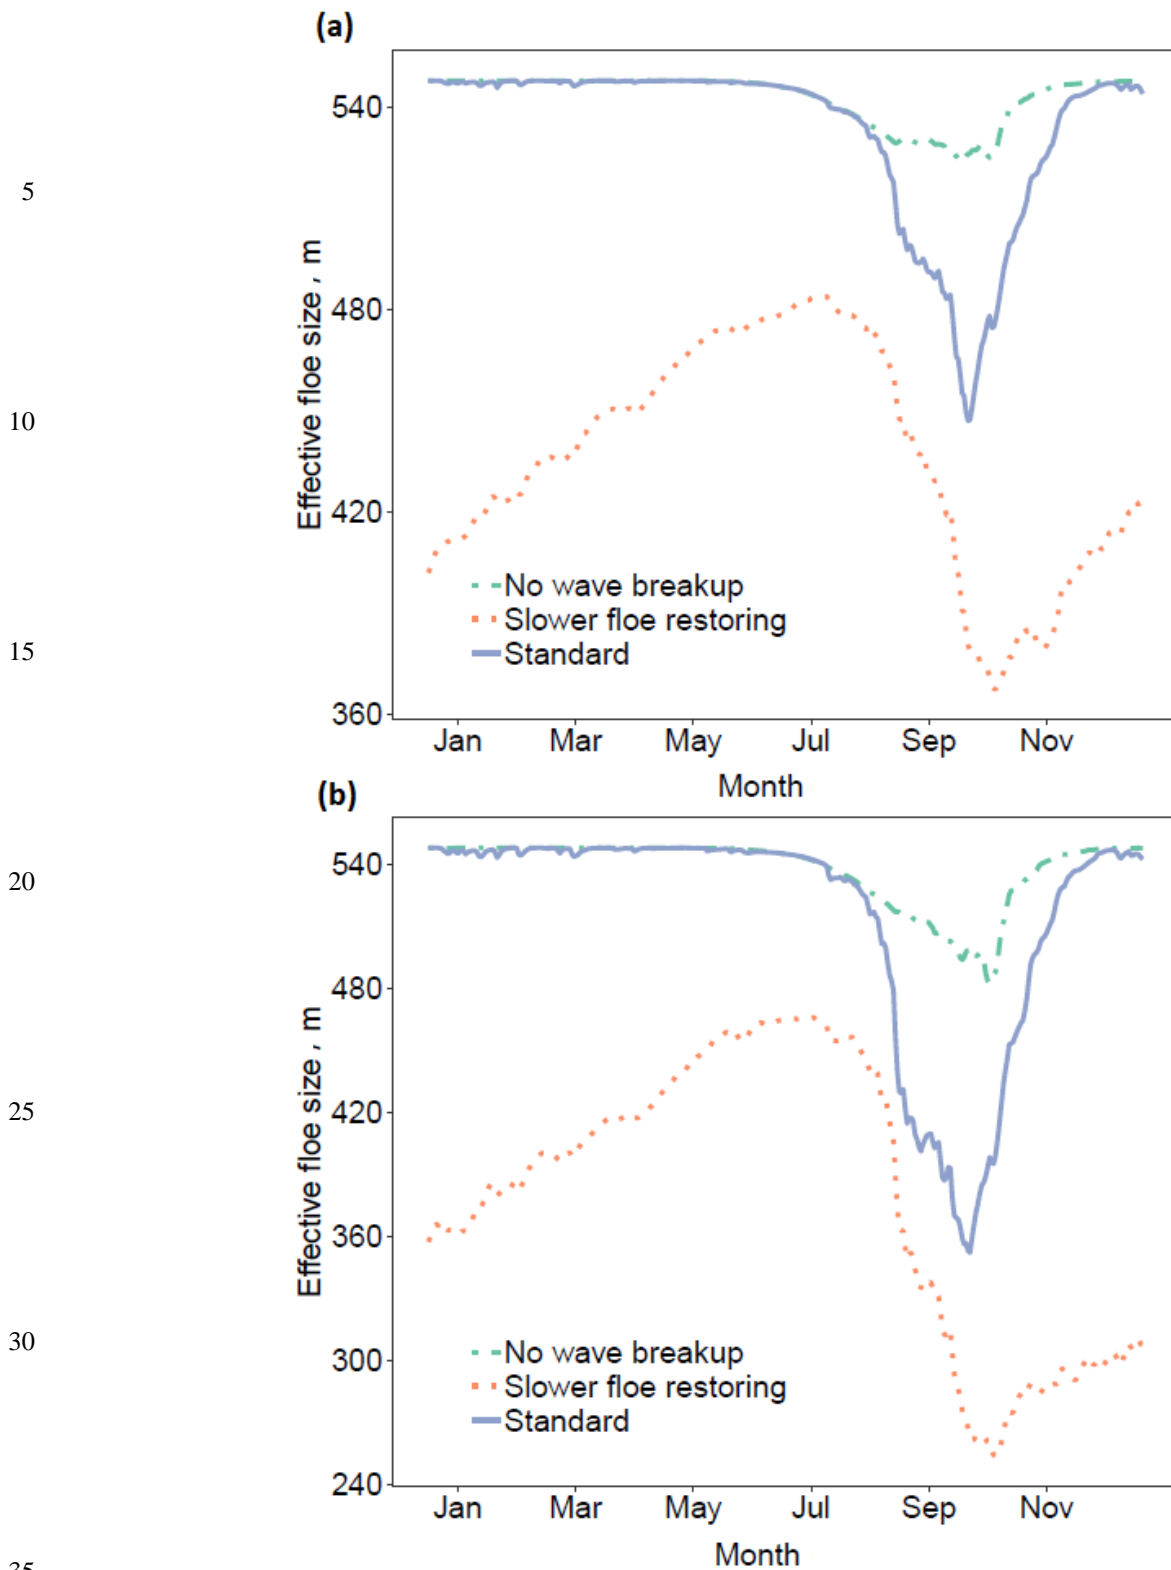 (a)
540
5
480
Effective floe size , m
10
420
No wave breakup
Slower floe restoring
15
Standard
360
Jan Mar May Jul Sep Nov
Month
(b)
540
20
480
Effective floe size , m
25
420
360
30
300
No wave breakup
Slower floe restoring
Standard
240
Jan Mar May Jul Sep Nov
Month
35